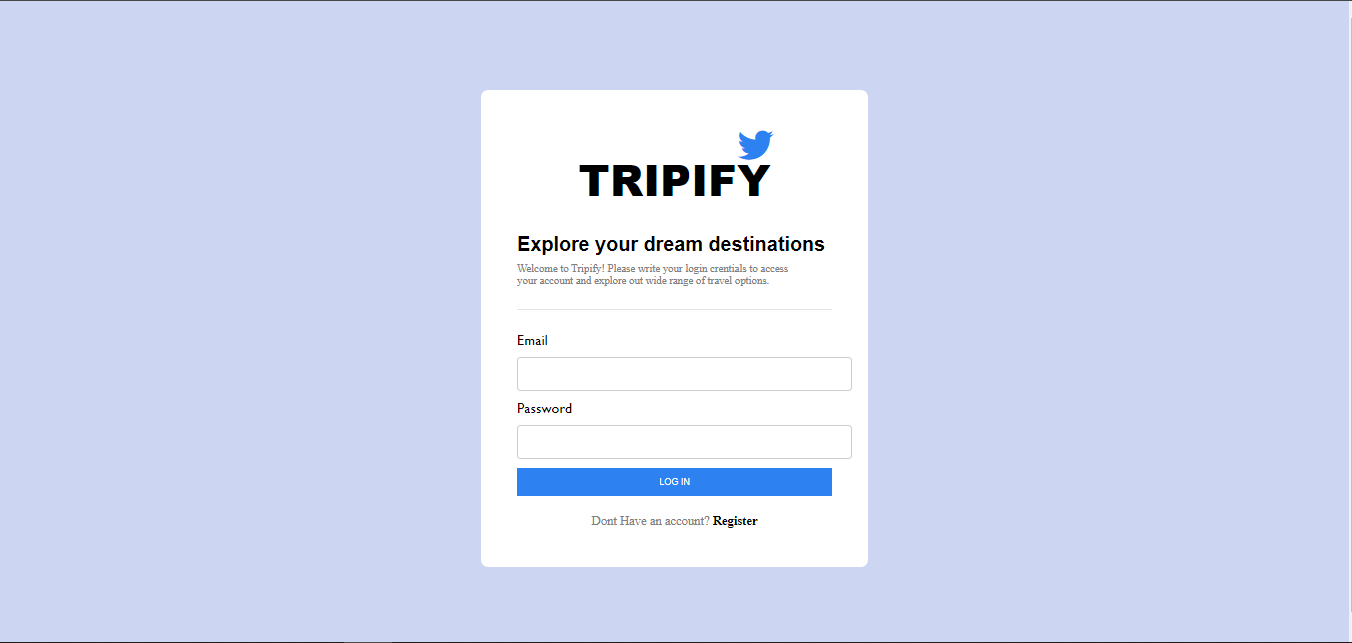 TRIPIFY
Explore your dream destinations
Welcome to Tripify! Please write your login crentials to access
your account and explore out wide range of travel options.
Email
Password
LOG IN
Dont Have an account? Register